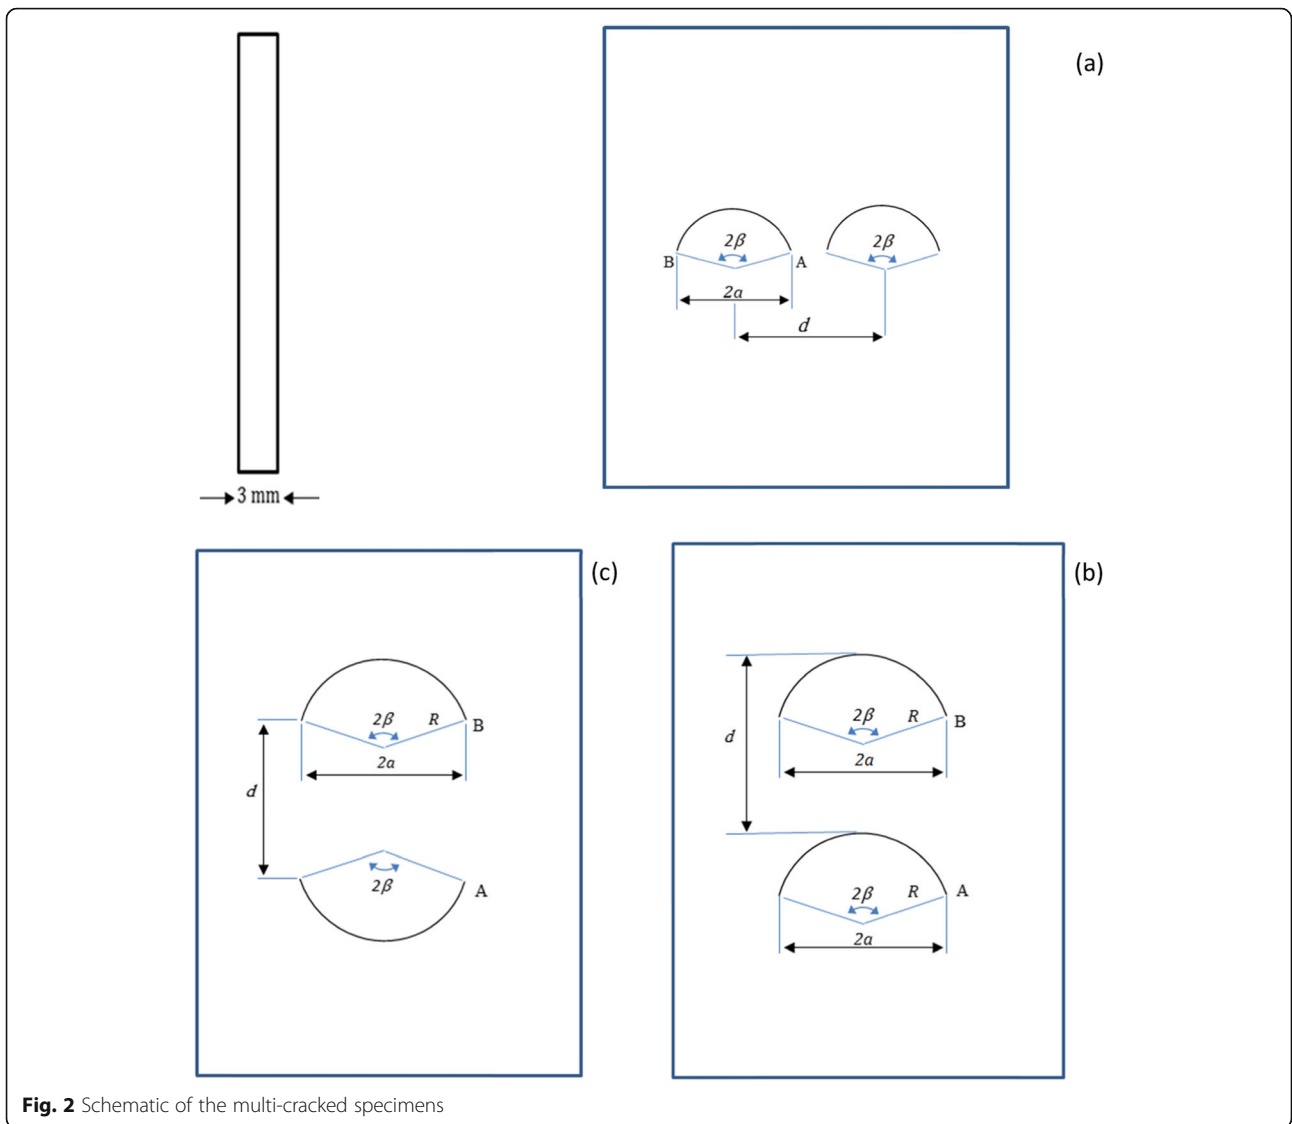 (a)
2β
2β
B
A
2a
d
3 mm
(c)
2β
R
B
2a
d
2β
A
(b)
2β
R
B
d
2a
2β
R
A
2a
Fig. 2 Schematic of the multi-cracked specimens